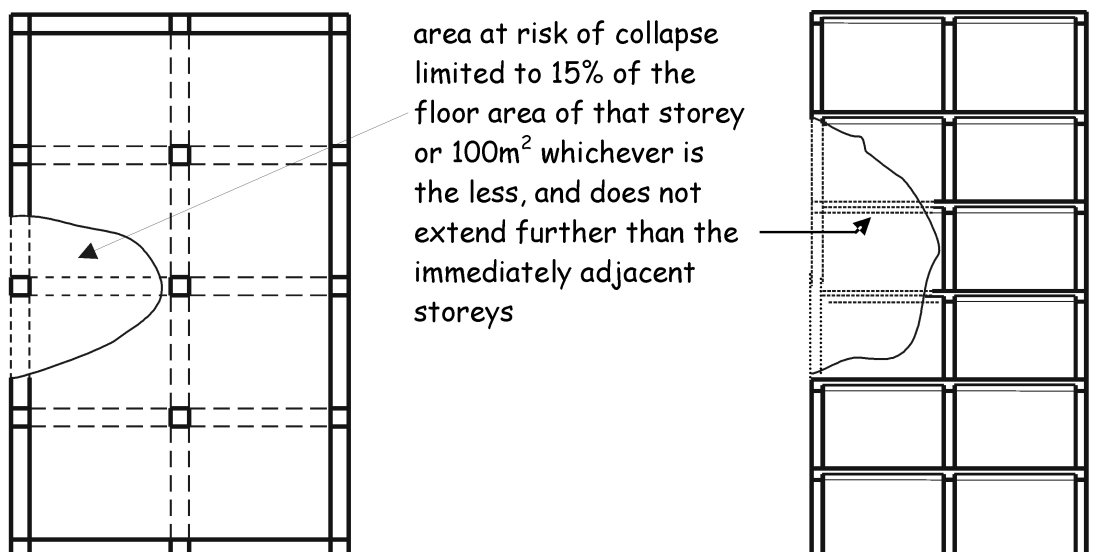 area at risk of collapse
limited to 15% of the
floor area of that storey
or 100m² whichever is
the less, and does not
extend further than the
immediately adjacent
storeys